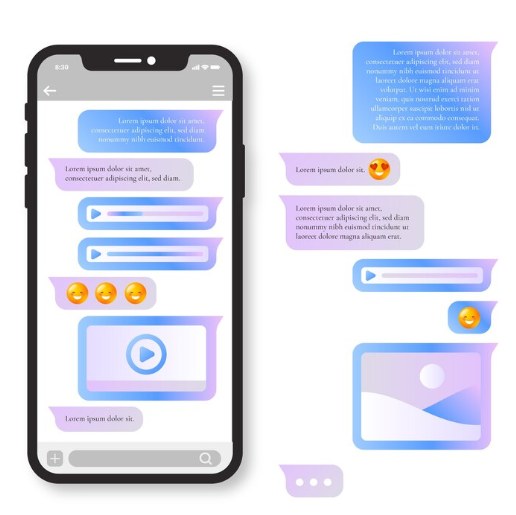 8:30
Lorem ipsum dolor sit amet,
consectetuer adipiscing elit, sed diam
nonummy nibh euismod tincidunt.
Lorem ipsum dolor sit amet,
consectetuer adipiscing elit, sed diam.
Lorem ipsum dolor sit.
Lorem ipsum dolor sit amet,
consectetuer adipiscing elit, sed diam
nonummy nibh euismod tincidunt ut
laoreet dolore magna aliquam erat
volutpat. Ut wisi enim ad minim
veniam, quis nostrud exerci tation
ullamcorper suscipit lobortis nisl ut
aliquip ex ea commodo consequat.
Duis autem vel eum iriure dolor in.
Lorem ipsum dolor sit.
Lorem ipsum dolor sit amet,
consectetuer adipiscing elit, sed diam
nonummy nibh euismod tincidunt ut
laoreet dolore magna aliquam erat.